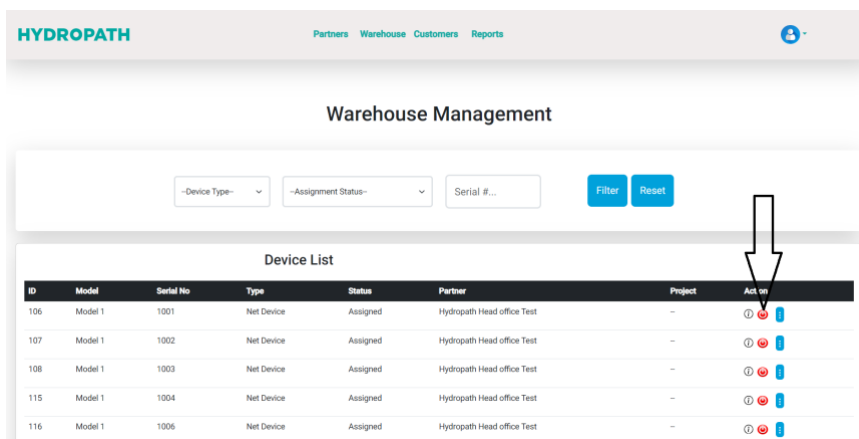 HYDROPATH Partners Warehouse Customers Reports
Warehouse Management
--Device Type-- --Assignment Status-- Serial #... Filter Reset
Device List
ID Model Serial No Type Status Partner Project Action
106 Model 1 1001 Net Device Assigned Hydropath Head office Test --
107 Model 1 1002 Net Device Assigned Hydropath Head office Test --
108 Model 1 1003 Net Device Assigned Hydropath Head office Test --
115 Model 1 1004 Net Device Assigned Hydropath Head office Test --
116 Model 1 1006 Net Device Assigned Hydropath Head office Test --